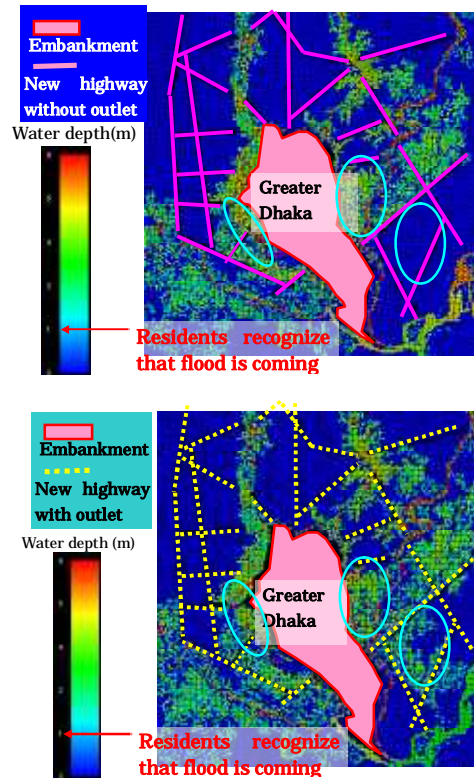 Embankment
New highway
without outlet
Water depth(m)
Greater
Dhaka
Residents recognize
that flood is coming
Embankment
New highway
with outlet
Water depth (m)
Greater
Dhaka
Residents recognize
that flood is coming